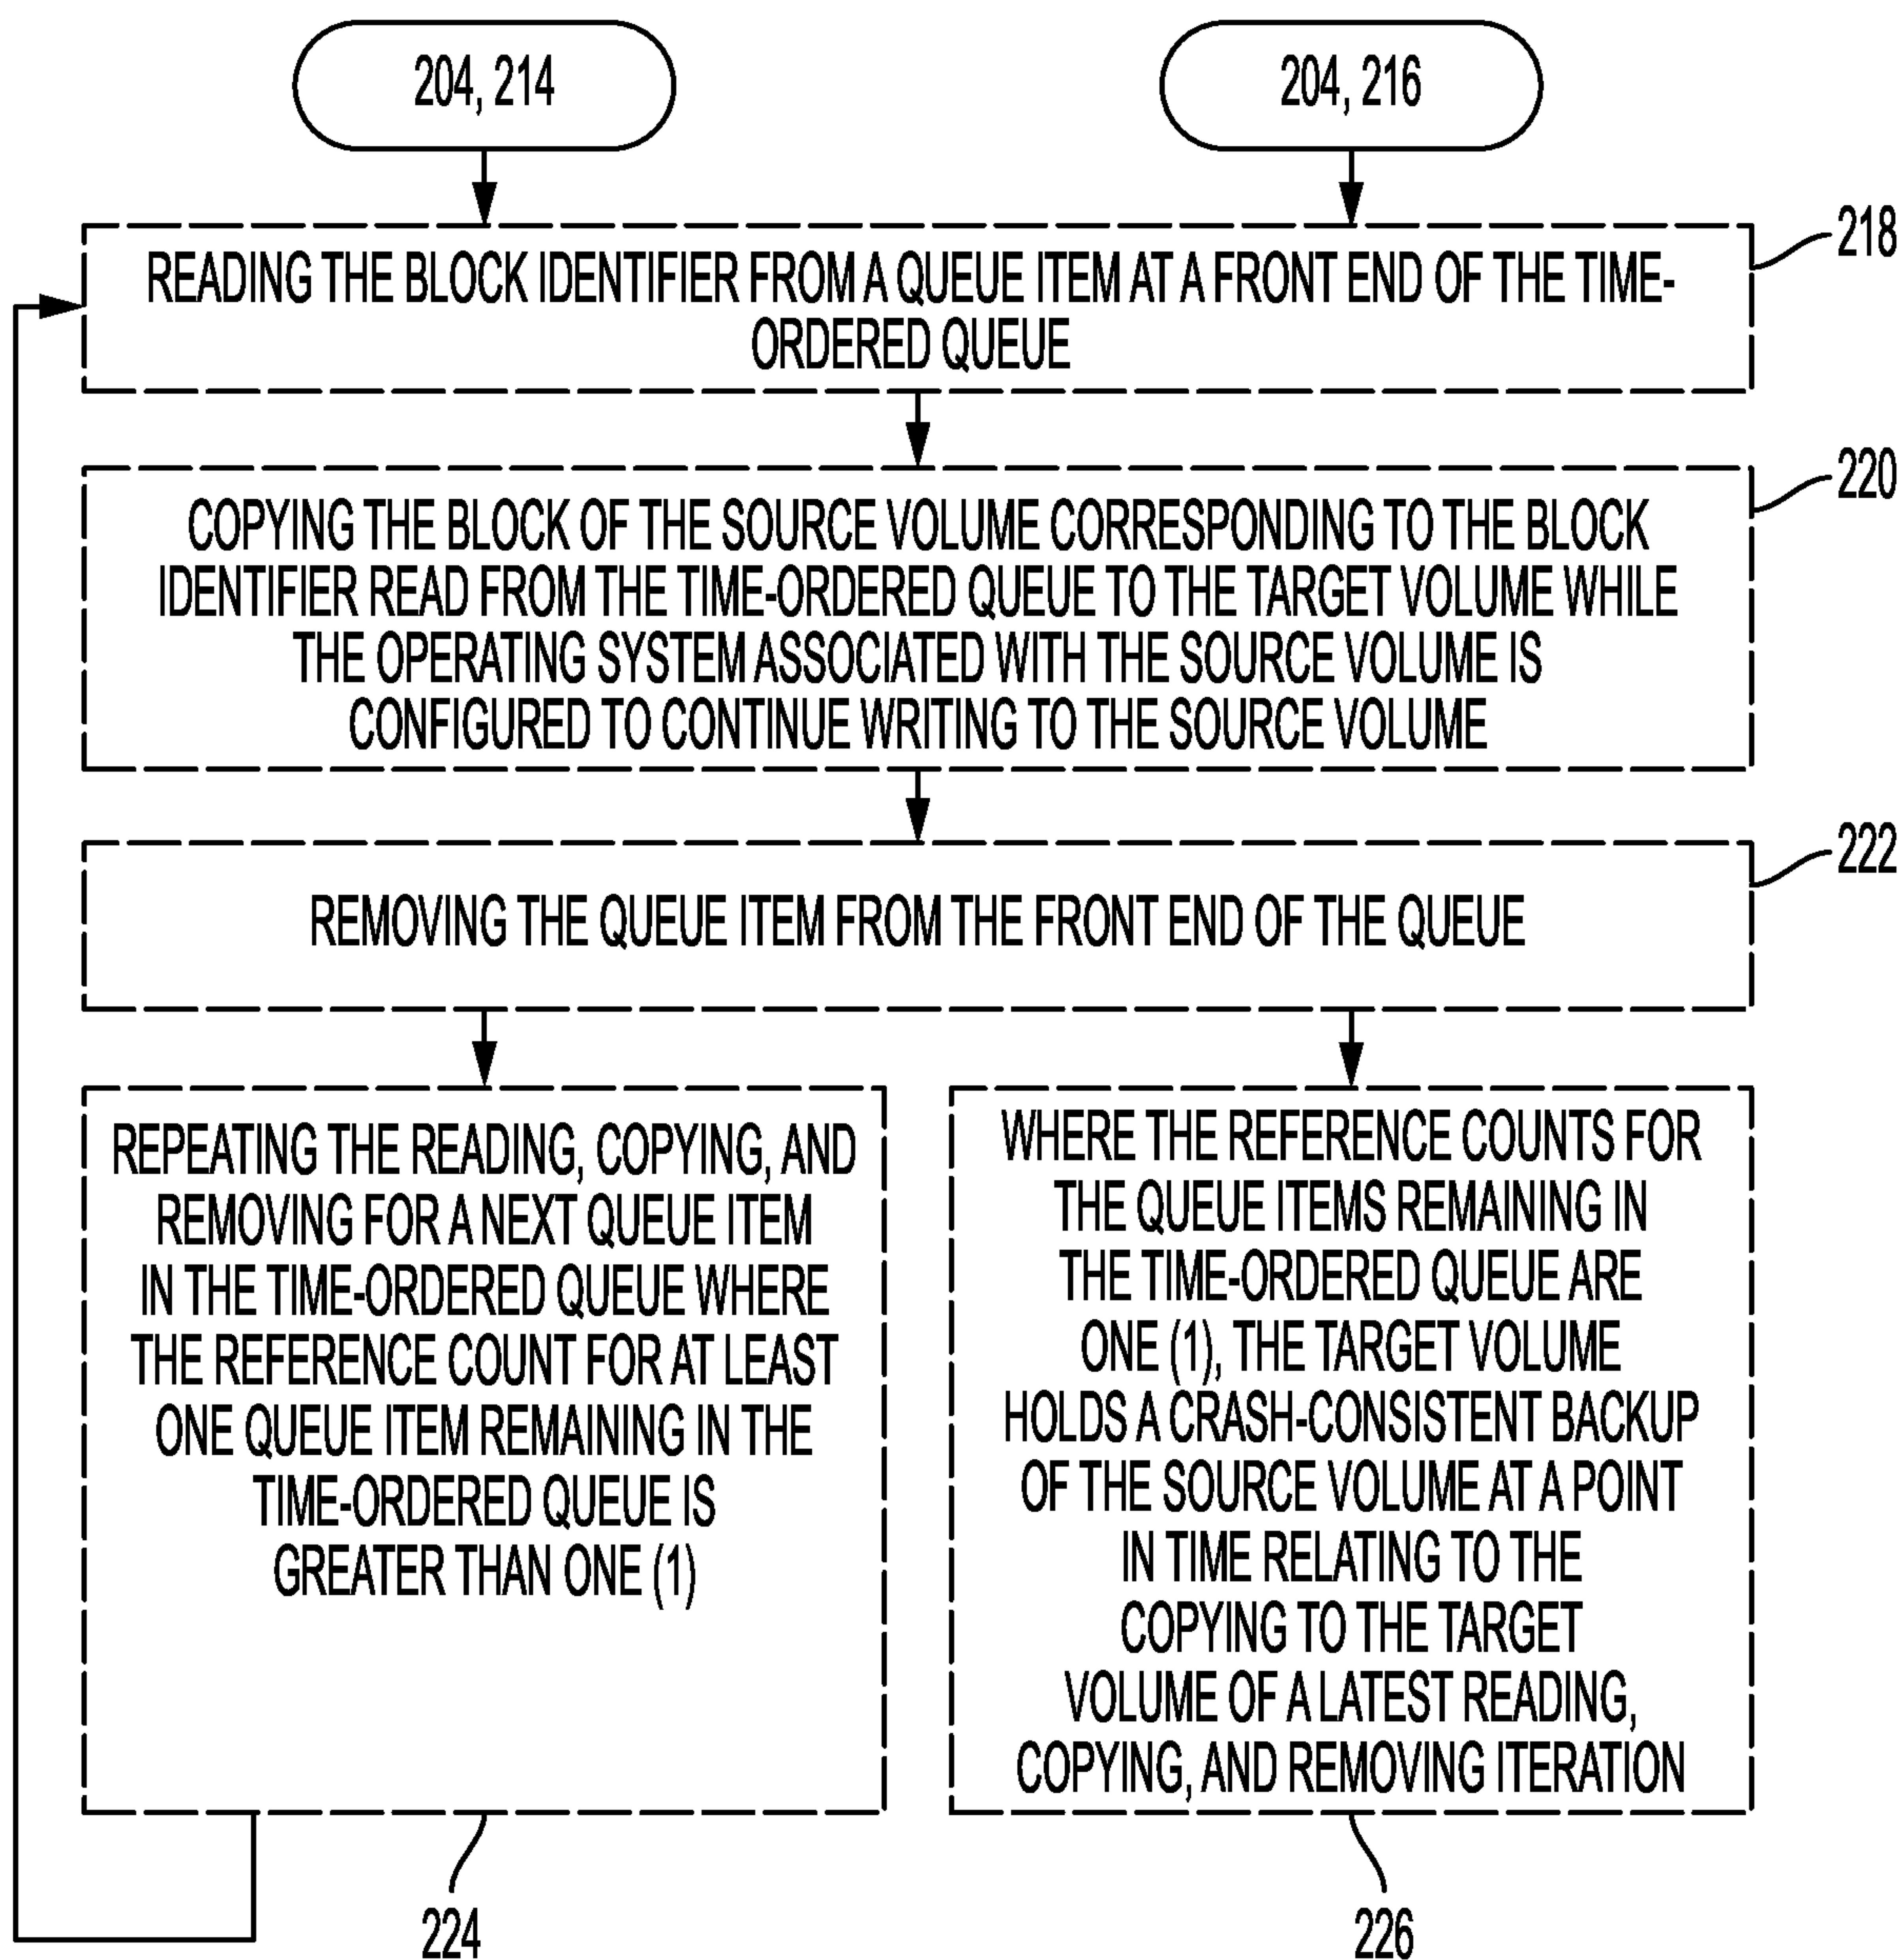 204, 214
204, 216
218
READING THE BLOCK IDENTIFIER FROM A QUEUE ITEM AT A FRONT END OF THE TIME-
ORDERED QUEUE
220
COPYING THE BLOCK OF THE SOURCE VOLUME CORRESPONDING TO THE BLOCK
IDENTIFIER READ FROM THE TIME-ORDERED QUEUE TO THE TARGET VOLUME WHILE
THE OPERATING SYSTEM ASSOCIATED WITH THE SOURCE VOLUME IS
CONFIGURED TO CONTINUE WRITING TO THE SOURCE VOLUME
222
REMOVING THE QUEUE ITEM FROM THE FRONT END OF THE QUEUE
REPEATING THE READING, COPYING, AND
REMOVING FOR A NEXT QUEUE ITEM
IN THE TIME-ORDERED QUEUE WHERE
THE REFERENCE COUNT FOR AT LEAST
ONE QUEUE ITEM REMAINING IN THE
TIME-ORDERED QUEUE IS
GREATER THAN ONE (1)
WHERE THE REFERENCE COUNTS FOR
THE QUEUE ITEMS REMAINING IN
THE TIME-ORDERED QUEUE ARE
ONE (1), THE TARGET VOLUME
HOLDS A CRASH-CONSISTENT BACKUP
OF THE SOURCE VOLUME AT A POINT
IN TIME RELATING TO THE
COPYING TO THE TARGET
VOLUME OF A LATEST READING,
COPYING, AND REMOVING ITERATION
224
226